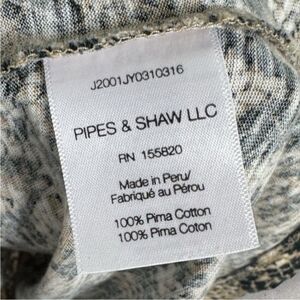 J2001JY0310316
PIPES & SHAW LLC
RN 155820
Made in Peru/
Fabriqué au Pérou
100% Pima Cotton
100% Pima Coton